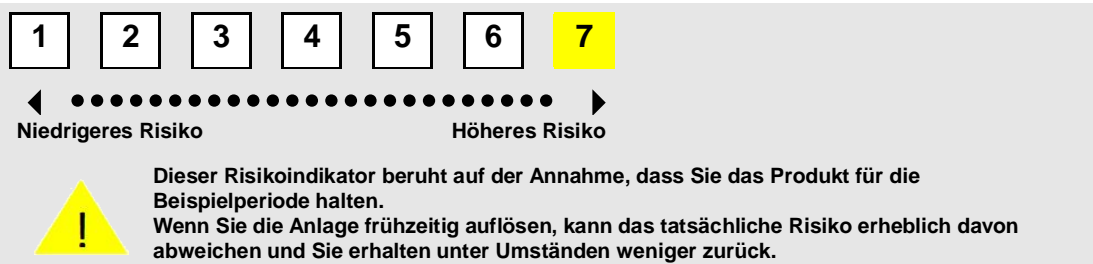 1 2 3 4 5 6 7
Niedrigeres Risiko Höheres Risiko
Dieser Risikoindikator beruht auf der Annahme, dass Sie das Produkt für die
Beispielperiode halten.
! Wenn Sie die Anlage frühzeitig auflösen, kann das tatsächliche Risiko erheblich davon
abweichen und Sie erhalten unter Umständen weniger zurück.